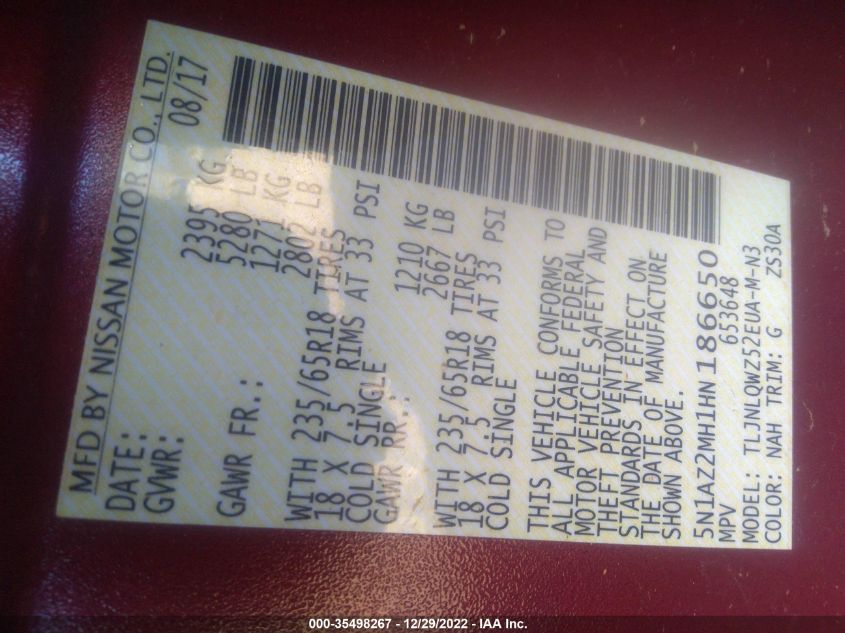 MFD BY NISSAN MOTOR CO., LTD.
DATE: 08/17
GVWR: 2395 KG
5280 LB
GAWR FR.: 1271 KG
2802 LB
WITH 235/65R18 TIRES
18 X 7.5 RIMS AT 33 PSI
COLD SINGLE
GAWR RR.: 1210 KG
2667 LB
WITH 235/65R18 TIRES
18 X 7.5 RIMS AT 33 PSI
COLD SINGLE
THIS VEHICLE CONFORMS TO
ALL APPLICABLE FEDERAL
MOTOR VEHICLE SAFETY AND
THEFT PREVENTION
STANDARDS IN EFFECT ON
THE DATE OF MANUFACTURE
SHOWN ABOVE.
5N1AZ2MH1HN186650
MPV 653648
MODEL: TLJNLQWZ52EUA-M-N3
COLOR: NAH TRIM: G ZS30A
000-35498267 - 12/29/2022 - IAA Inc.